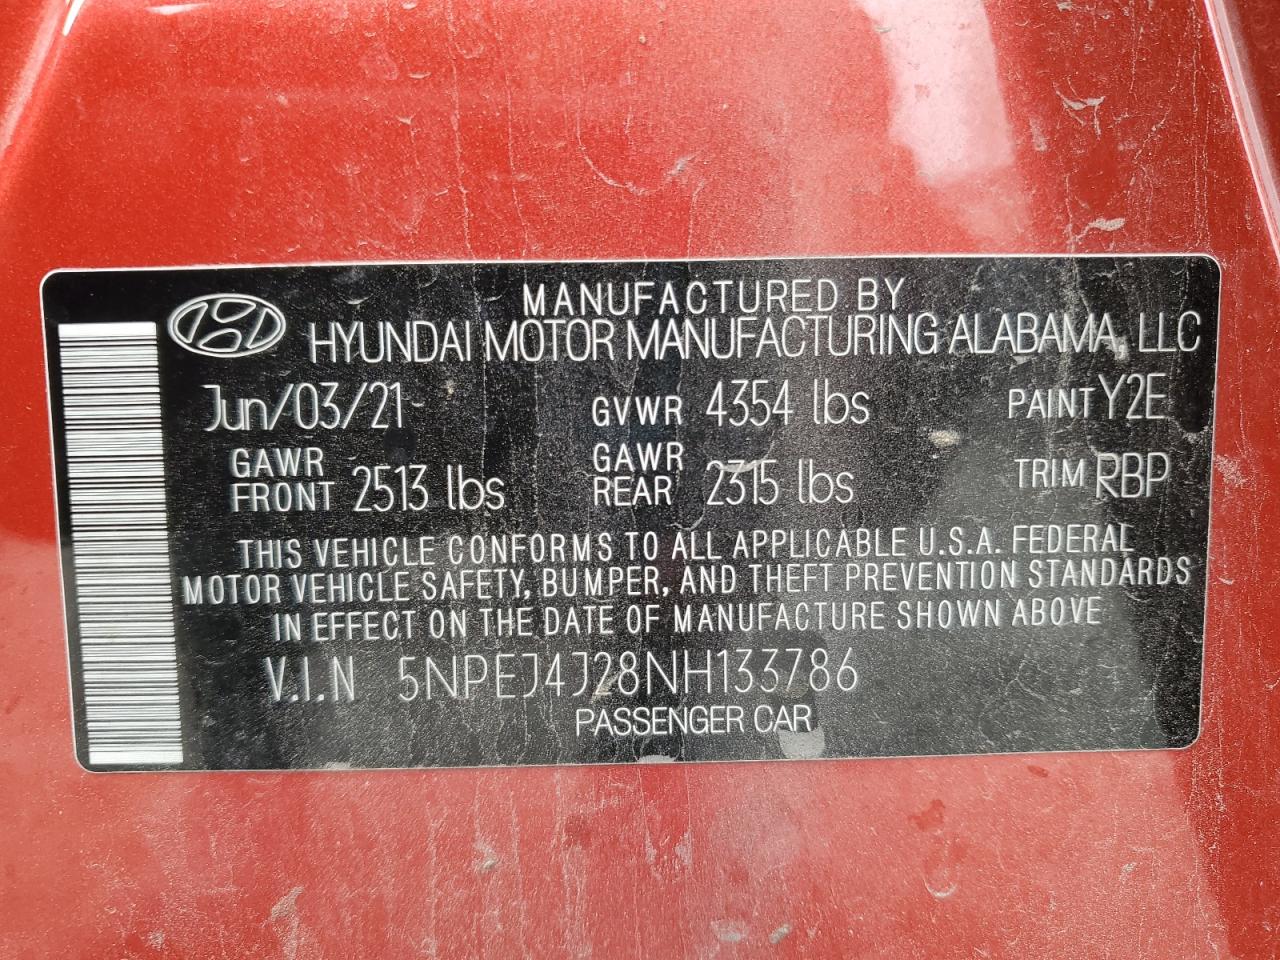 MANUFACTURED BY
HYUNDAI MOTOR MANUFACTURING ALABAMA, LLC
Jun/03/21 GVWR 4354 lbs PAINT Y2E
GAWR FRONT 2513 lbs GAWR REAR 2315 lbs TRIM RBP
THIS VEHICLE CONFORMS TO ALL APPLICABLE U.S.A. FEDERAL
MOTOR VEHICLE SAFETY, BUMPER, AND THEFT PREVENTION STANDARDS
IN EFFECT ON THE DATE OF MANUFACTURE SHOWN ABOVE
V.I.N 5NPEJ4J28NH133786
PASSENGER CAR